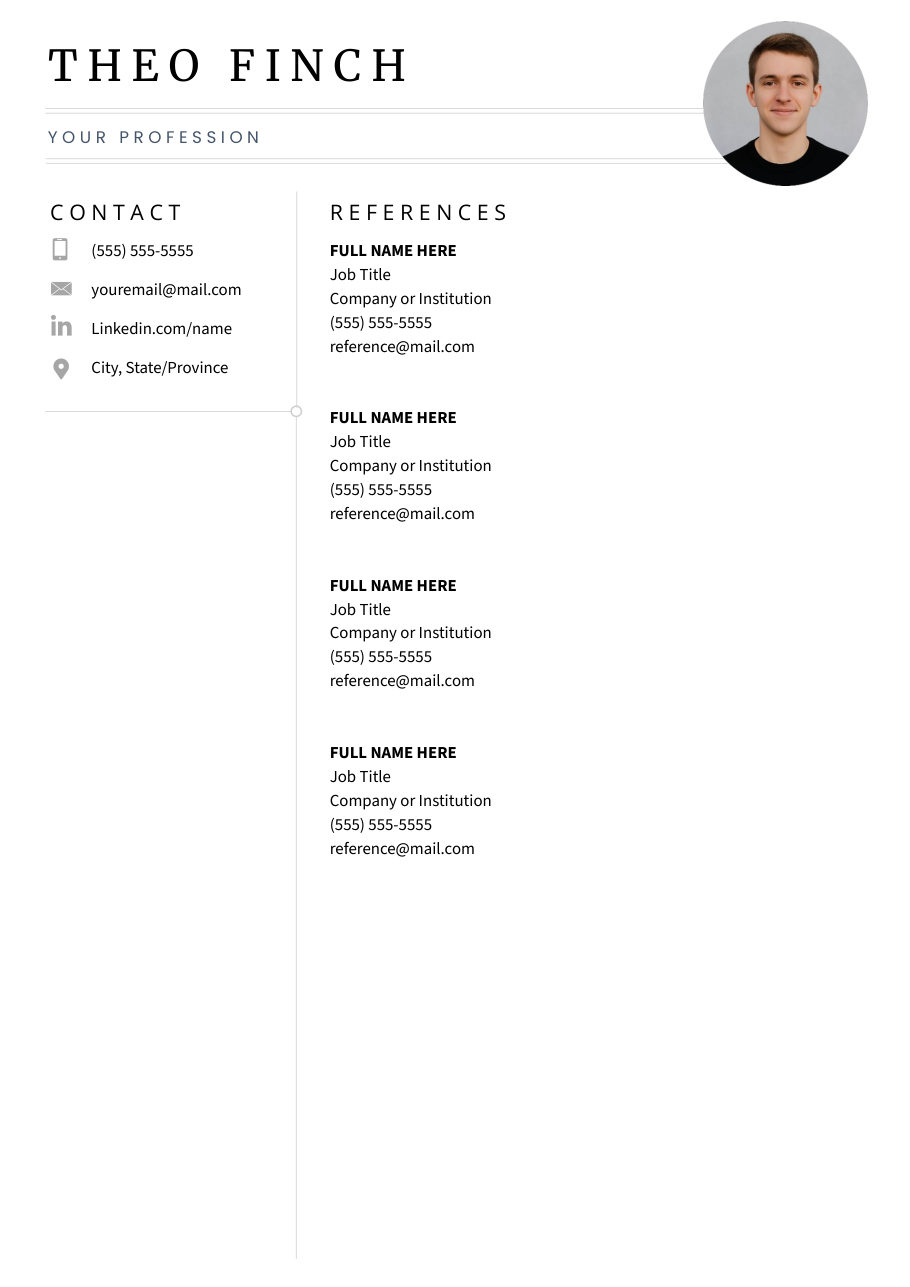 THEO FINCH
YOUR PROFESSION
CONTACT
(555) 555-5555
youremail@mail.com
Linkedin.com/name
City, State/Province
REFERENCES
FULL NAME HERE
Job Title
Company or Institution
(555) 555-5555
reference@mail.com
FULL NAME HERE
Job Title
Company or Institution
(555) 555-5555
reference@mail.com
FULL NAME HERE
Job Title
Company or Institution
(555) 555-5555
reference@mail.com
FULL NAME HERE
Job Title
Company or Institution
(555) 555-5555
reference@mail.com